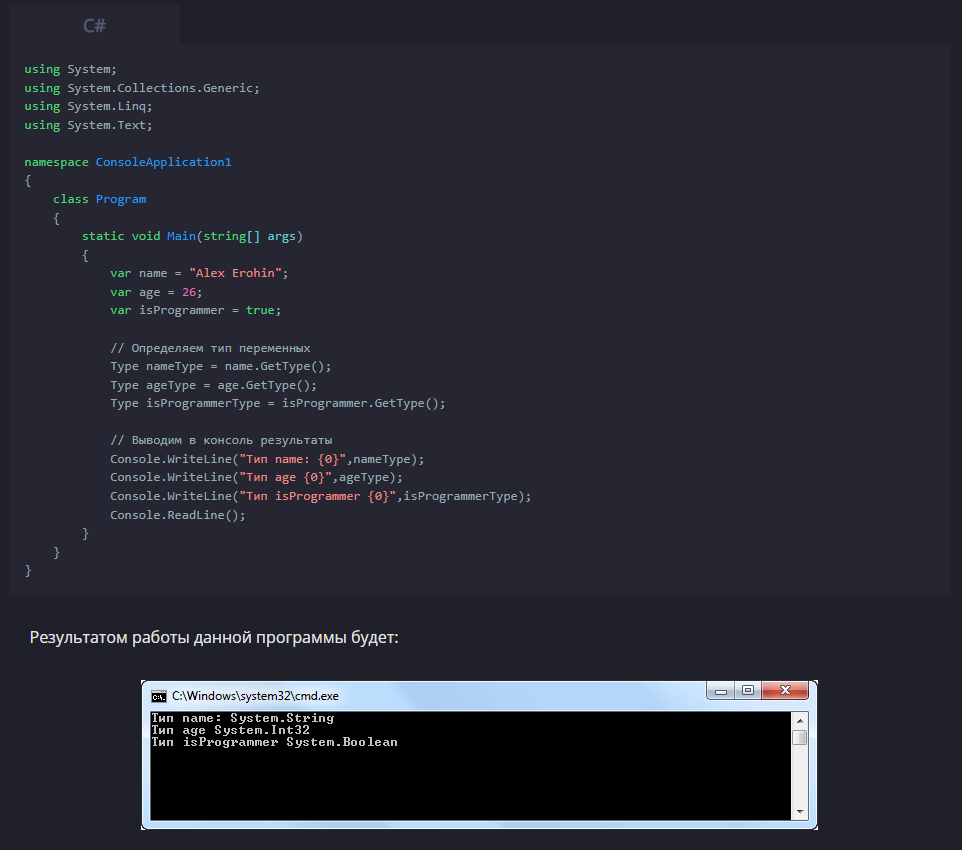 C#
using System;
using System.Collections.Generic;
using System.Linq;
using System.Text;
namespace ConsoleApplication1
{
    class Program
    {
        static void Main(string[] args)
        {
            var name = "Alex Erohin";
            var age = 26;
            var isProgrammer = true;
            // Определяем тип переменных
            Type nameType = name.GetType();
            Type ageType = age.GetType();
            Type isProgrammerType = isProgrammer.GetType();
            // Выводим в консоль результаты
            Console.WriteLine("Тип name: {0}",nameType);
            Console.WriteLine("Тип age {0}",ageType);
            Console.WriteLine("Тип isProgrammer {0}",isProgrammerType);
            Console.ReadLine();
        }
    }
}
Результатом работы данной программы будет:
C:\Windows\system32\cmd.exe
Тип name: System.String
Тип age System.Int32
Тип isProgrammer System.Boolean